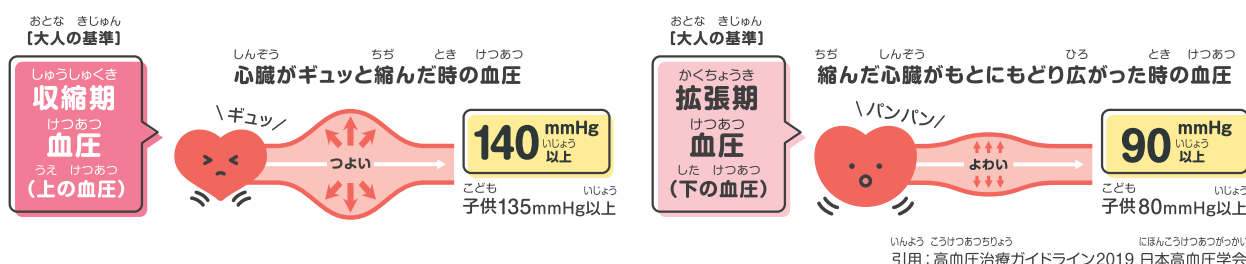 おとな きじゅん
[大人の基準]
しゅうしゅくき
収縮期
けつあつ
血圧
うえ けつあつ
(上の血圧)
しんぞう ちぢ とき けつあつ
心臓がギュッと縮んだ時の血圧
ギュッ
つよい
140 mmHg
いじょう
以上
こども いじょう
子供135mmHg以上
おとな きじゅん
[大人の基準]
かくちょうき
拡張期
けつあつ
血圧
した けつあつ
(下の血圧)
ちぢ しんぞう ひろ とき けつあつ
縮んだ心臓がもとにもどり広がった時の血圧
パンパン
よわい
90 mmHg
いじょう
以上
こども いじょう
子供80mmHg以上
いんよう こうけつあつちりょう にほんこうけつあつがっかい
引用:高血圧治療ガイドライン2019 日本高血圧学会